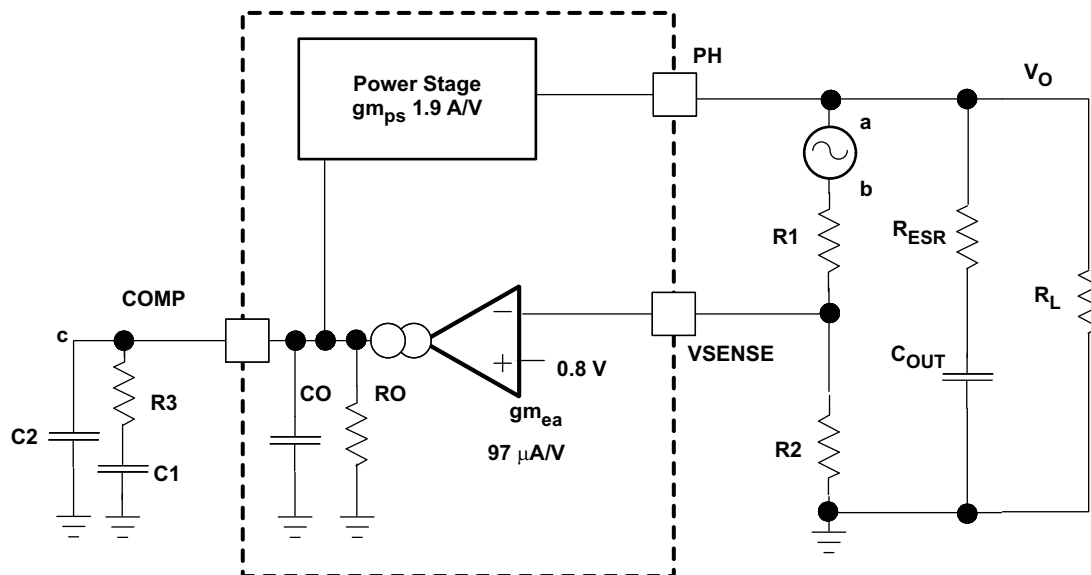 PH
V_O
Power Stage
gm_ps 1.9 A/V
a
b
R1
R_ESR
R_L
COMP
c
VSENSE
−
+
0.8 V
C_OUT
R3
CO
RO
gm_ea
C2
C1
97 µA/V
R2